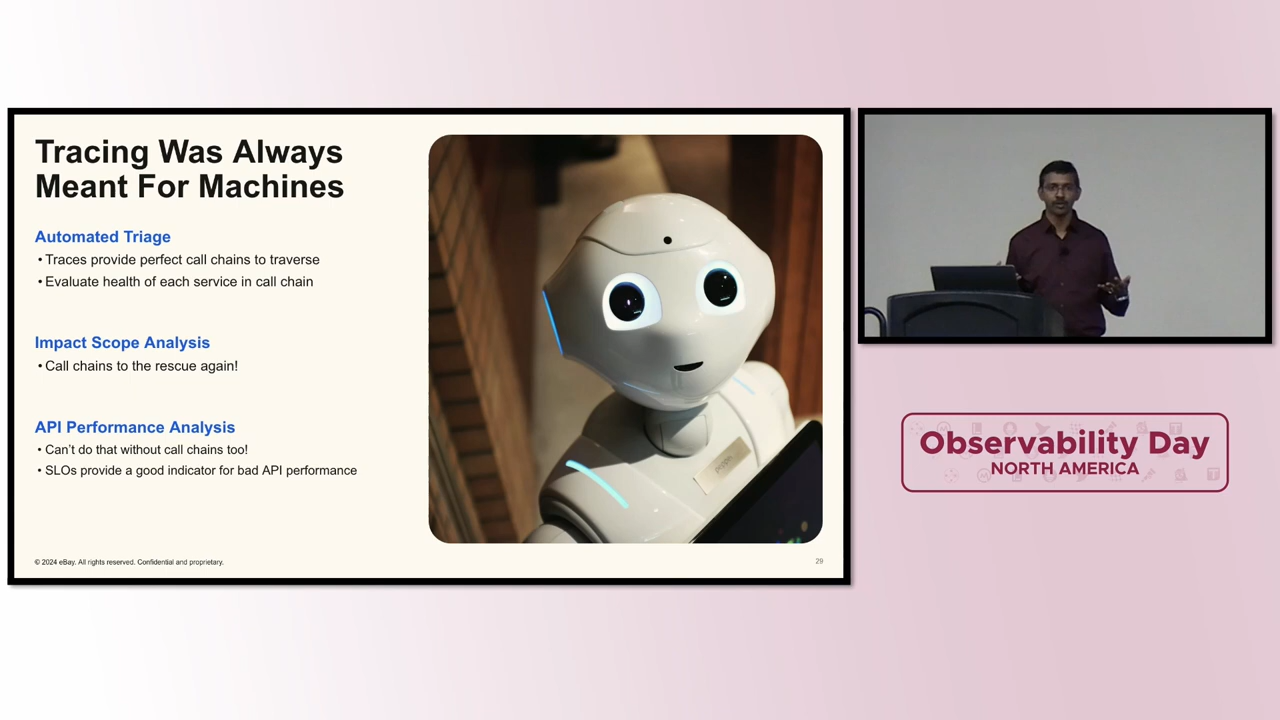 Tracing Was Always
Meant For Machines
Automated Triage
• Traces provide perfect call chains to traverse
• Evaluate health of each service in call chain
Impact Scope Analysis
• Call chains to the rescue again!
API Performance Analysis
• Can’t do that without call chains too!
• SLOs provide a good indicator for bad API performance
© 2024 eBay. All rights reserved. Confidential and proprietary.
29
Observability Day
NORTH AMERICA